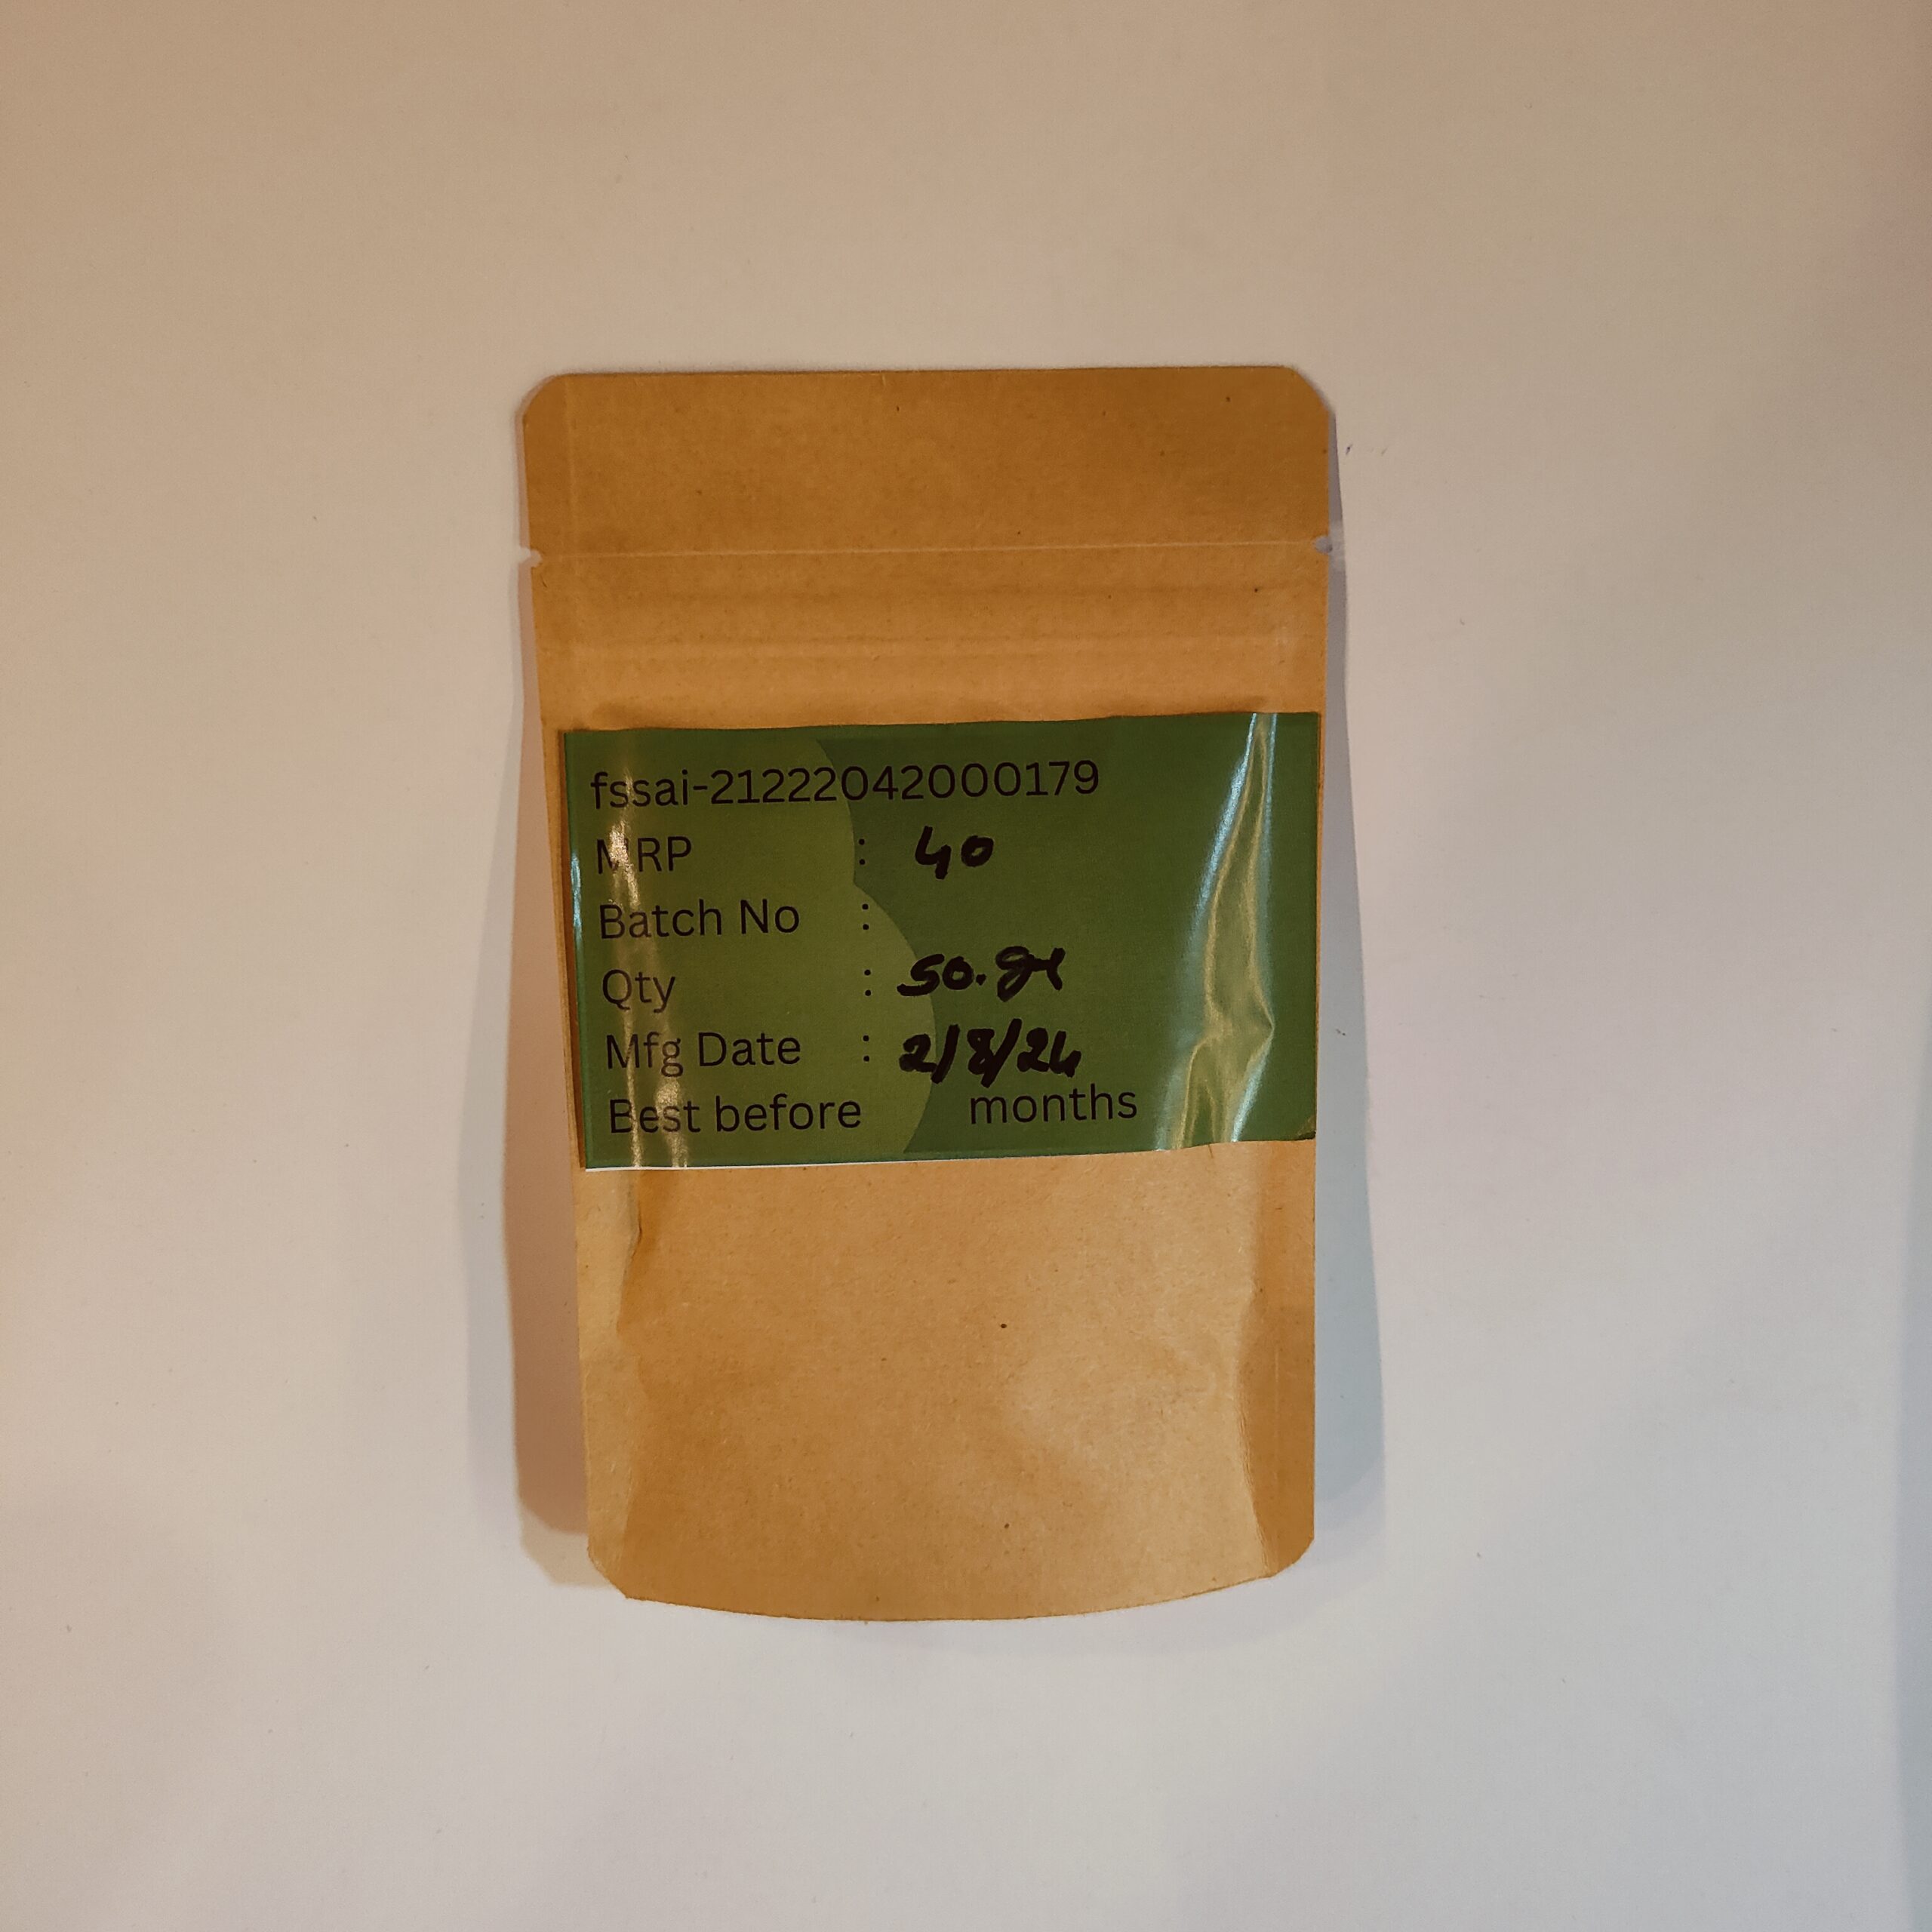 fssai-21222042000179
MRP : 40
Batch No :
Qty : 50.gr
Mfg Date : 2/8/24
Best before months